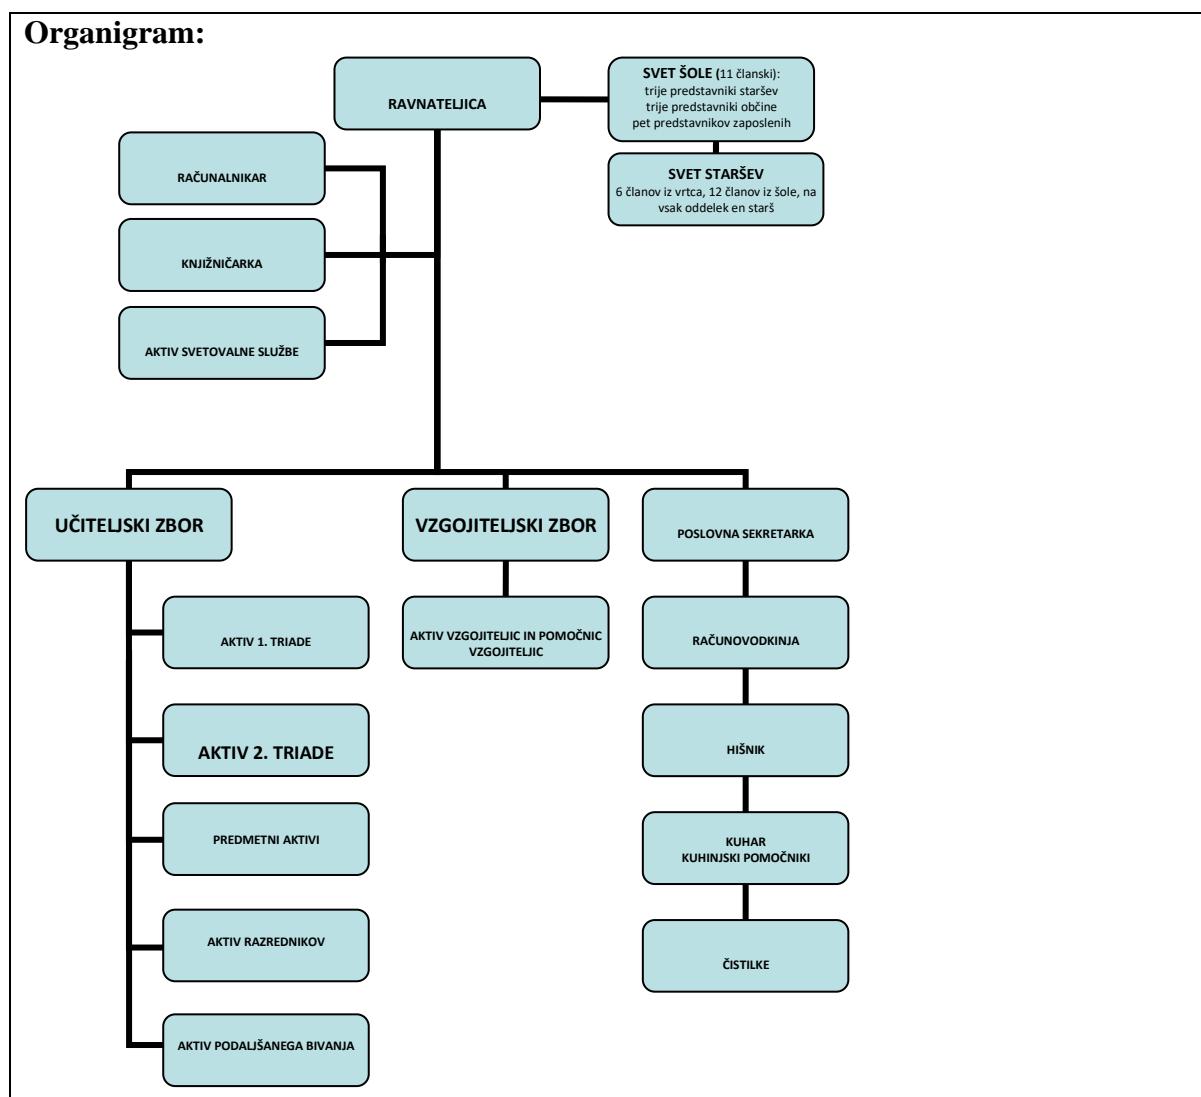 Organigram:
RAVNATELJICA
SVET ŠOLE (11 članski):
trije predstavniki staršev
trije predstavniki občine
pet predstavnikov zaposlenih
SVET STARŠEV
6 članov iz vrtca, 12 članov iz šole, na
vsak oddelek en starš
RAČUNALNIKAR
KNJIŽNIČARKA
AKTIV SVETOVALNE SLUŽBE
UČITELJSKI ZBOR
VZGOJITELJSKI ZBOR
POSLOVNA SEKRETARKA
AKTIV 1. TRIADE
AKTIV 2. TRIADE
PREDMETNI AKTIVI
AKTIV RAZREDNIKOV
AKTIV PODALJŠANEGA BIVANJA
AKTIV VZGOJITELJIC IN POMOČNIC
VZGOJITELJIC
RAČUNOVODKINJA
HIŠNIK
KUHAR
KUHINJSKI POMOČNIKI
ČISTILKE